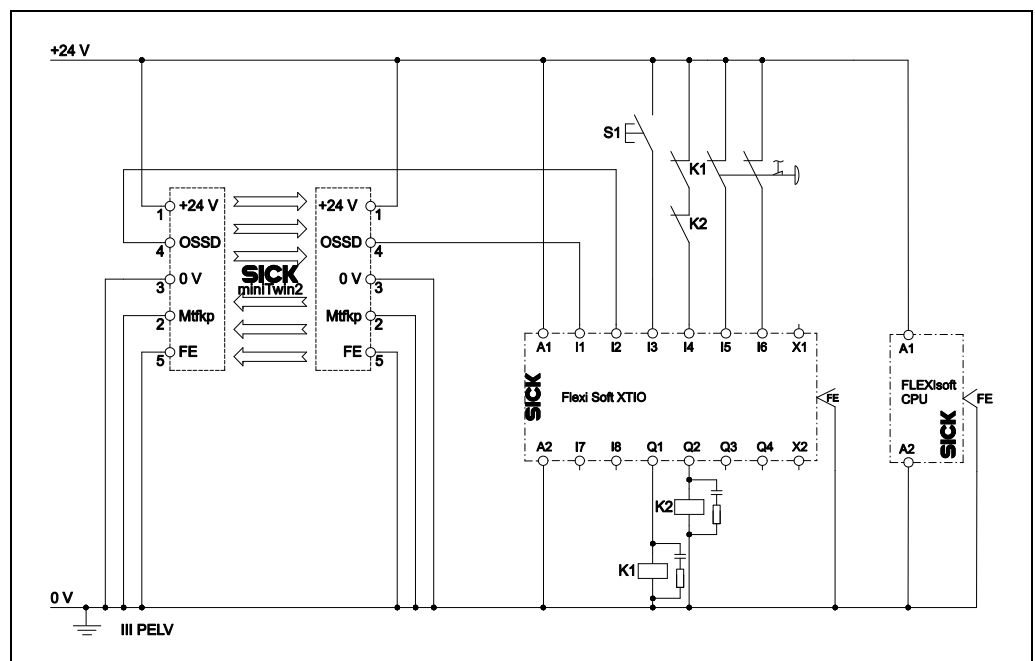 +24 V
S1
K1
K2
+24 V
1
OSSD
4
0 V
3
Mtfkp
2
FE
5
SICK
miniTwin2
+24 V
1
OSSD
4
0 V
3
Mtfkp
2
FE
5
A1 I1 I2 I3 I4 I5 I6 X1
SICK
Flexi Soft XTIO
FE
A2 I7 I8 Q1 Q2 Q3 Q4 X2
A1
FLEXIsoft
CPU
SICK
FE
A2
K2
K1
0 V
III PELV